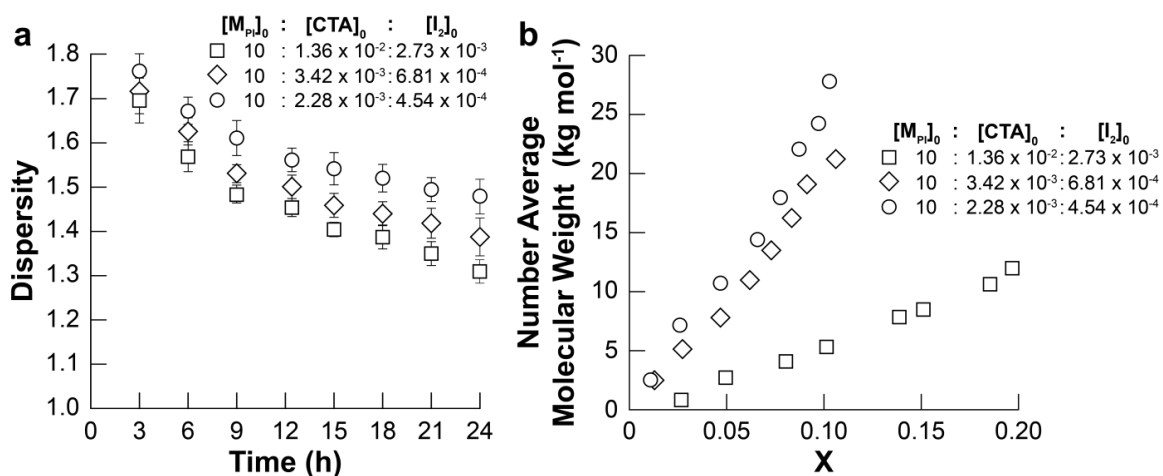 a
[M_PI]_0 : [CTA]_0 : [I_2]_0
10 : 1.36 x 10^-2 : 2.73 x 10^-3
10 : 3.42 x 10^-3 : 6.81 x 10^-4
10 : 2.28 x 10^-3 : 4.54 x 10^-4
Dispersity
1.8
1.7
1.6
1.5
1.4
1.3
1.2
1.1
1.0
0 3 6 9 12 15 18 21 24
Time (h)
b
Number Average
Molecular Weight (kg mol^-1)
30
25
20
15
10
5
0
[M_PI]_0 : [CTA]_0 : [I_2]_0
10 : 1.36 x 10^-2 : 2.73 x 10^-3
10 : 3.42 x 10^-3 : 6.81 x 10^-4
10 : 2.28 x 10^-3 : 4.54 x 10^-4
0 0.05 0.10 0.15 0.20
X